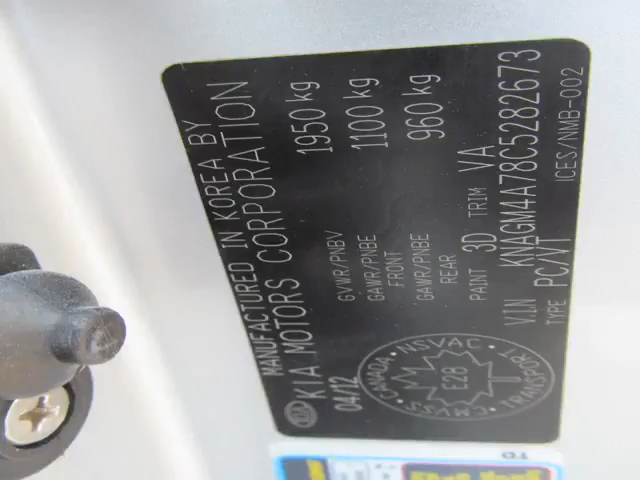 MANUFACTURED IN KOREA BY
KIA KIA MOTORS CORPORATION
04/12
GVWR/PNBV 1950 kg
GAWR/PNBE FRONT 1100 kg
GAWR/PNBE REAR 960 kg
PAINT 3D TRIM VA
VIN KNAGM4A78C5282673
TYPE PC/VT
ICES/NMB-002
CANADA · NSVAC · TRANSPORT · CMVSS
E28
TD